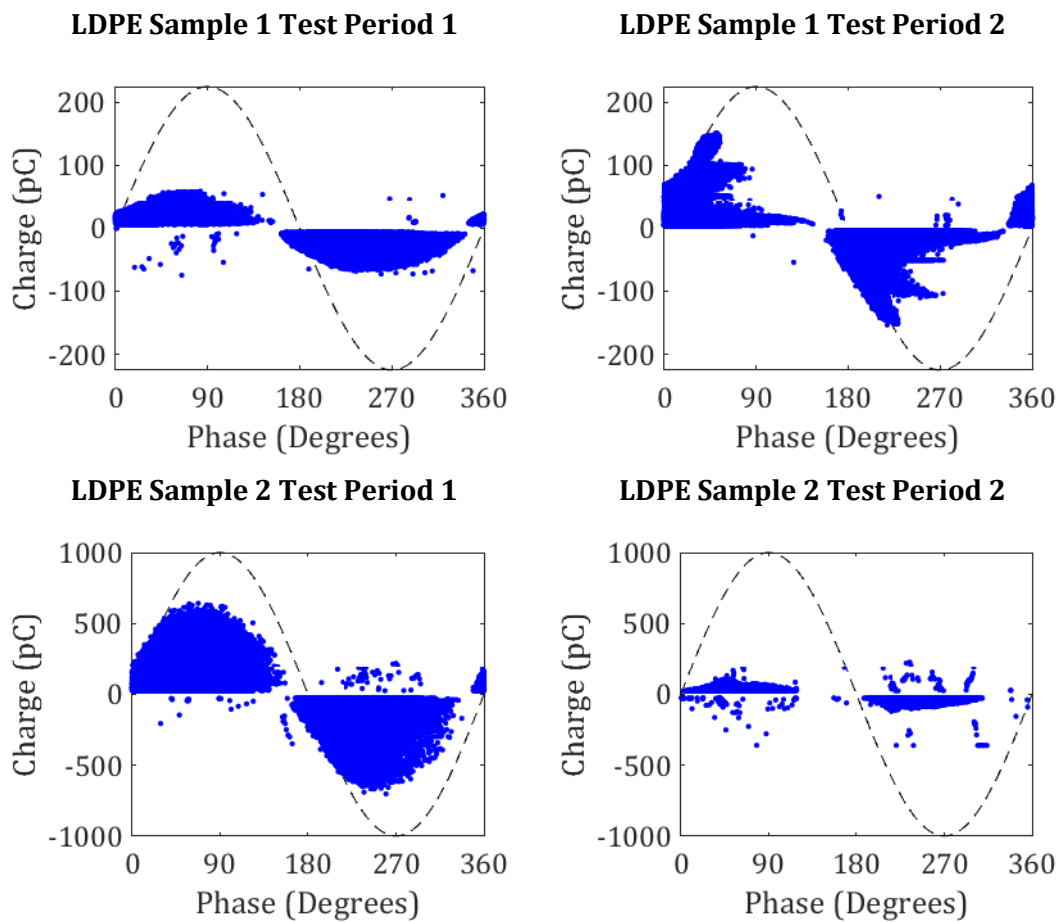 LDPE Sample 1 Test Period 1
200
100
0
-100
-200
Charge (pC)
0 90 180 270 360
Phase (Degrees)
LDPE Sample 1 Test Period 2
200
100
0
-100
-200
Charge (pC)
0 90 180 270 360
Phase (Degrees)
LDPE Sample 2 Test Period 1
1000
500
0
-500
-1000
Charge (pC)
0 90 180 270 360
Phase (Degrees)
LDPE Sample 2 Test Period 2
1000
500
0
-500
-1000
Charge (pC)
0 90 180 270 360
Phase (Degrees)